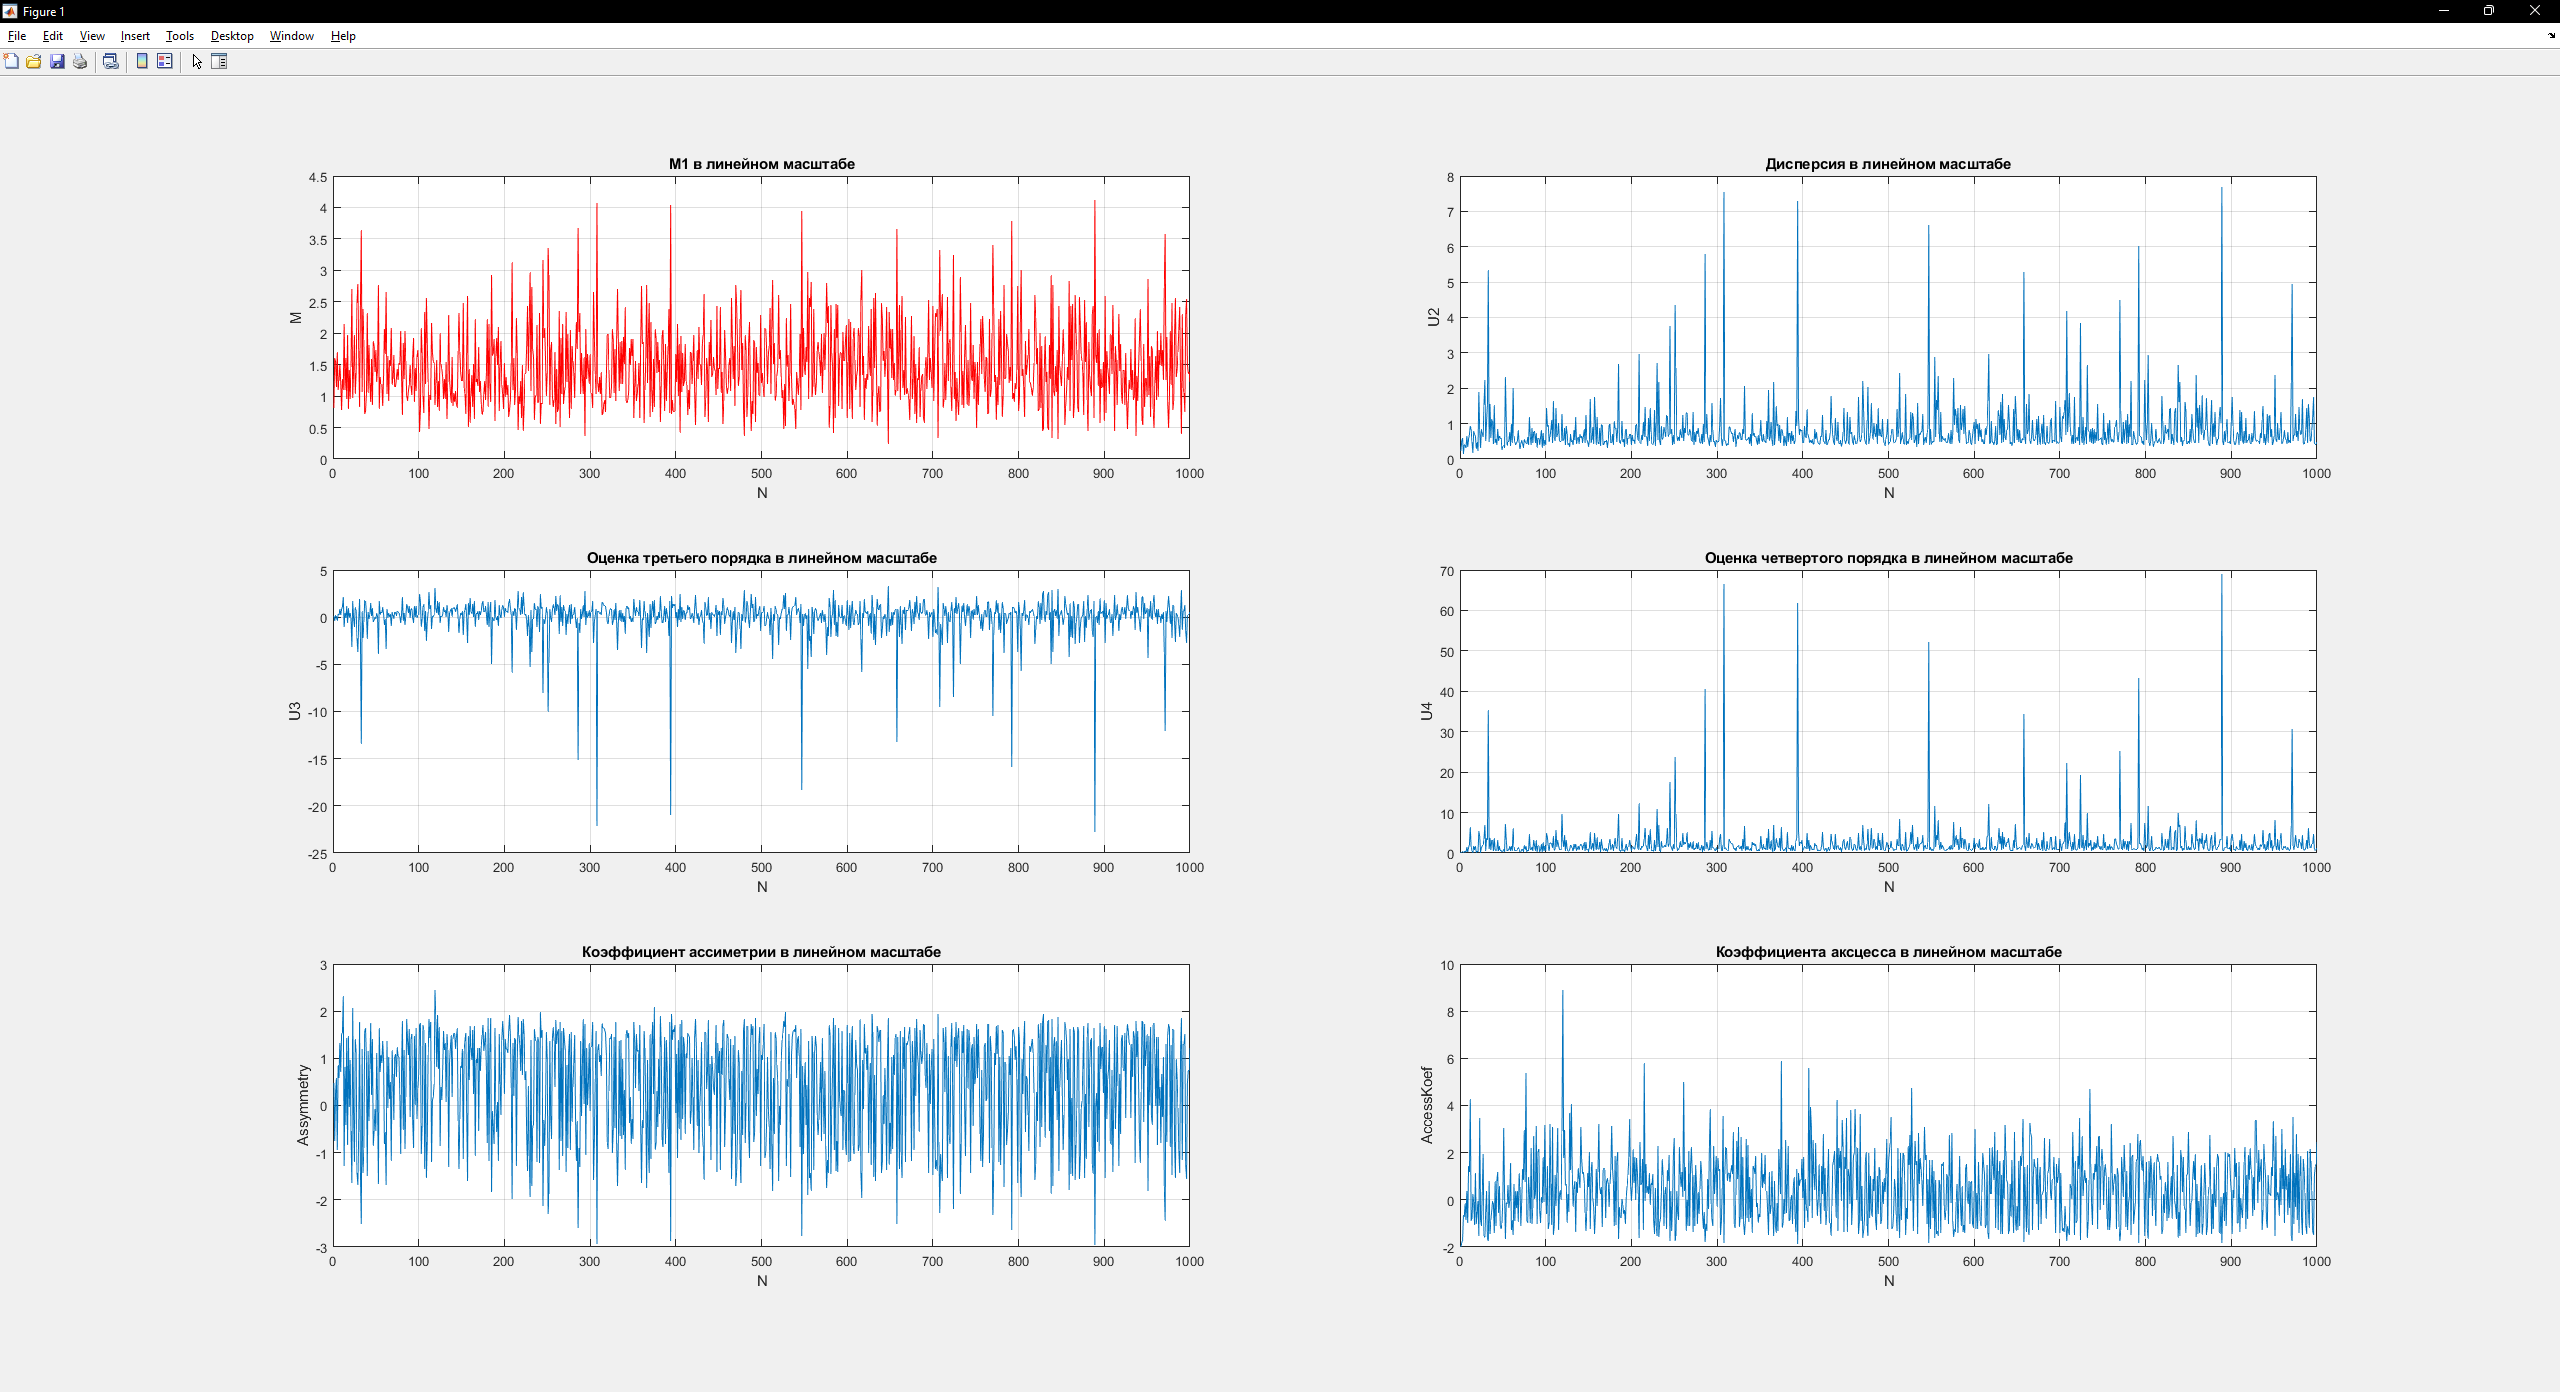 Figure 1
File Edit View Insert Tools Desktop Window Help
М1 в линейном масштабе
4.5
4
3.5
3
2.5
2
1.5
1
0.5
0
M
0 100 200 300 400 500 600 700 800 900 1000
N
Дисперсия в линейном масштабе
8
7
6
5
4
3
2
1
0
U2
0 100 200 300 400 500 600 700 800 900 1000
N
Оценка третьего порядка в линейном масштабе
5
0
-5
-10
-15
-20
-25
U3
0 100 200 300 400 500 600 700 800 900 1000
N
Оценка четвертого порядка в линейном масштабе
70
60
50
40
30
20
10
0
U4
0 100 200 300 400 500 600 700 800 900 1000
N
Коэффициент ассиметрии в линейном масштабе
3
2
1
0
-1
-2
-3
Assymmetry
0 100 200 300 400 500 600 700 800 900 1000
N
Коэффициента аксцесса в линейном масштабе
10
8
6
4
2
0
-2
AccessKoef
0 100 200 300 400 500 600 700 800 900 1000
N